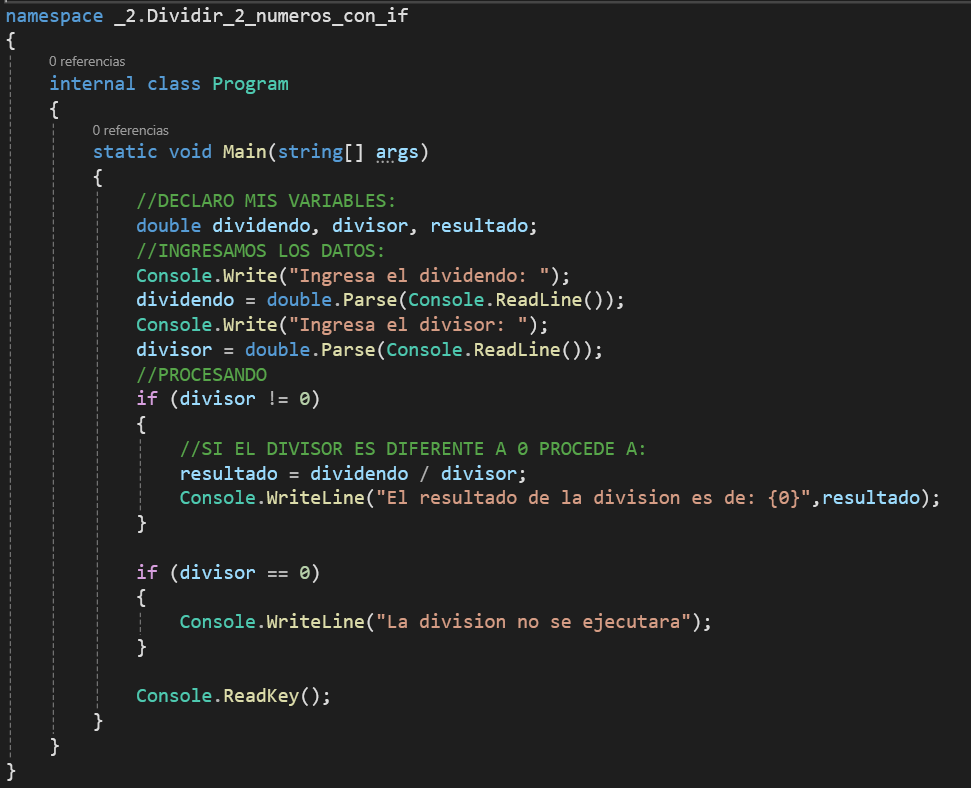 namespace _2.Dividir_2_numeros_con_if
{
0 referencias
internal class Program
{
0 referencias
static void Main(string[] args)
{
//DECLARO MIS VARIABLES:
double dividendo, divisor, resultado;
//INGRESAMOS LOS DATOS:
Console.Write("Ingresa el dividendo: ");
dividendo = double.Parse(Console.ReadLine());
Console.Write("Ingresa el divisor: ");
divisor = double.Parse(Console.ReadLine());
//PROCESANDO
if (divisor != 0)
{
//SI EL DIVISOR ES DIFERENTE A 0 PROCEDE A:
resultado = dividendo / divisor;
Console.WriteLine("El resultado de la division es de: {0}",resultado);
}
if (divisor == 0)
{
Console.WriteLine("La division no se ejecutara");
}
Console.ReadKey();
}
}
}